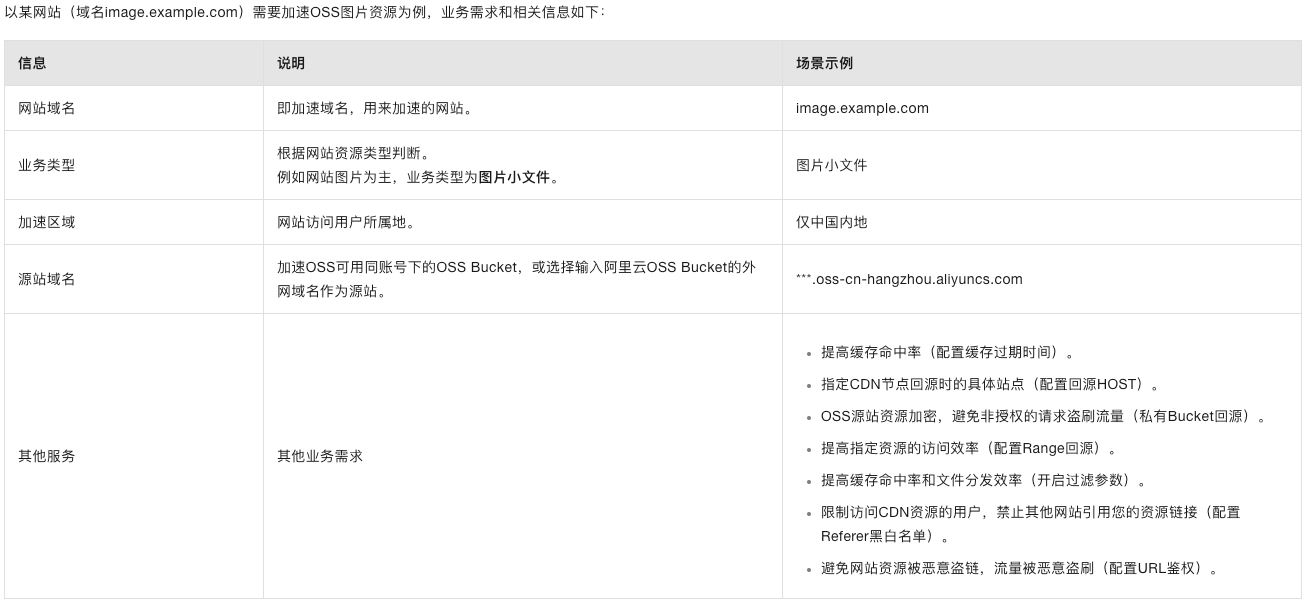 以某网站（域名image.example.com）需要加速OSS图片资源为例，业务需求和相关信息如下：
信息
说明
场景示例
网站域名
即加速域名，用来加速的网站。
image.example.com
业务类型
根据网站资源类型判断。
例如网站图片为主，业务类型为图片小文件。
图片小文件
加速区域
网站访问用户所属地。
仅中国内地
源站域名
加速OSS可用同账号下的OSS Bucket，或选择输入阿里云OSS Bucket的外
网域名作为源站。
***.oss-cn-hangzhou.aliyuncs.com
其他服务
其他业务需求
• 提高缓存命中率（配置缓存过期时间）。
• 指定CDN节点回源时的具体站点（配置回源HOST）。
• OSS源站资源加密，避免非授权的请求盗刷流量（私有Bucket回源）。
• 提高指定资源的访问效率（配置Range回源）。
• 提高缓存命中率和文件分发效率（开启过滤参数）。
• 限制访问CDN资源的用户，禁止其他网站引用您的资源链接（配置
Referer黑白名单）。
• 避免网站资源被恶意盗链，流量被恶意盗刷（配置URL鉴权）。